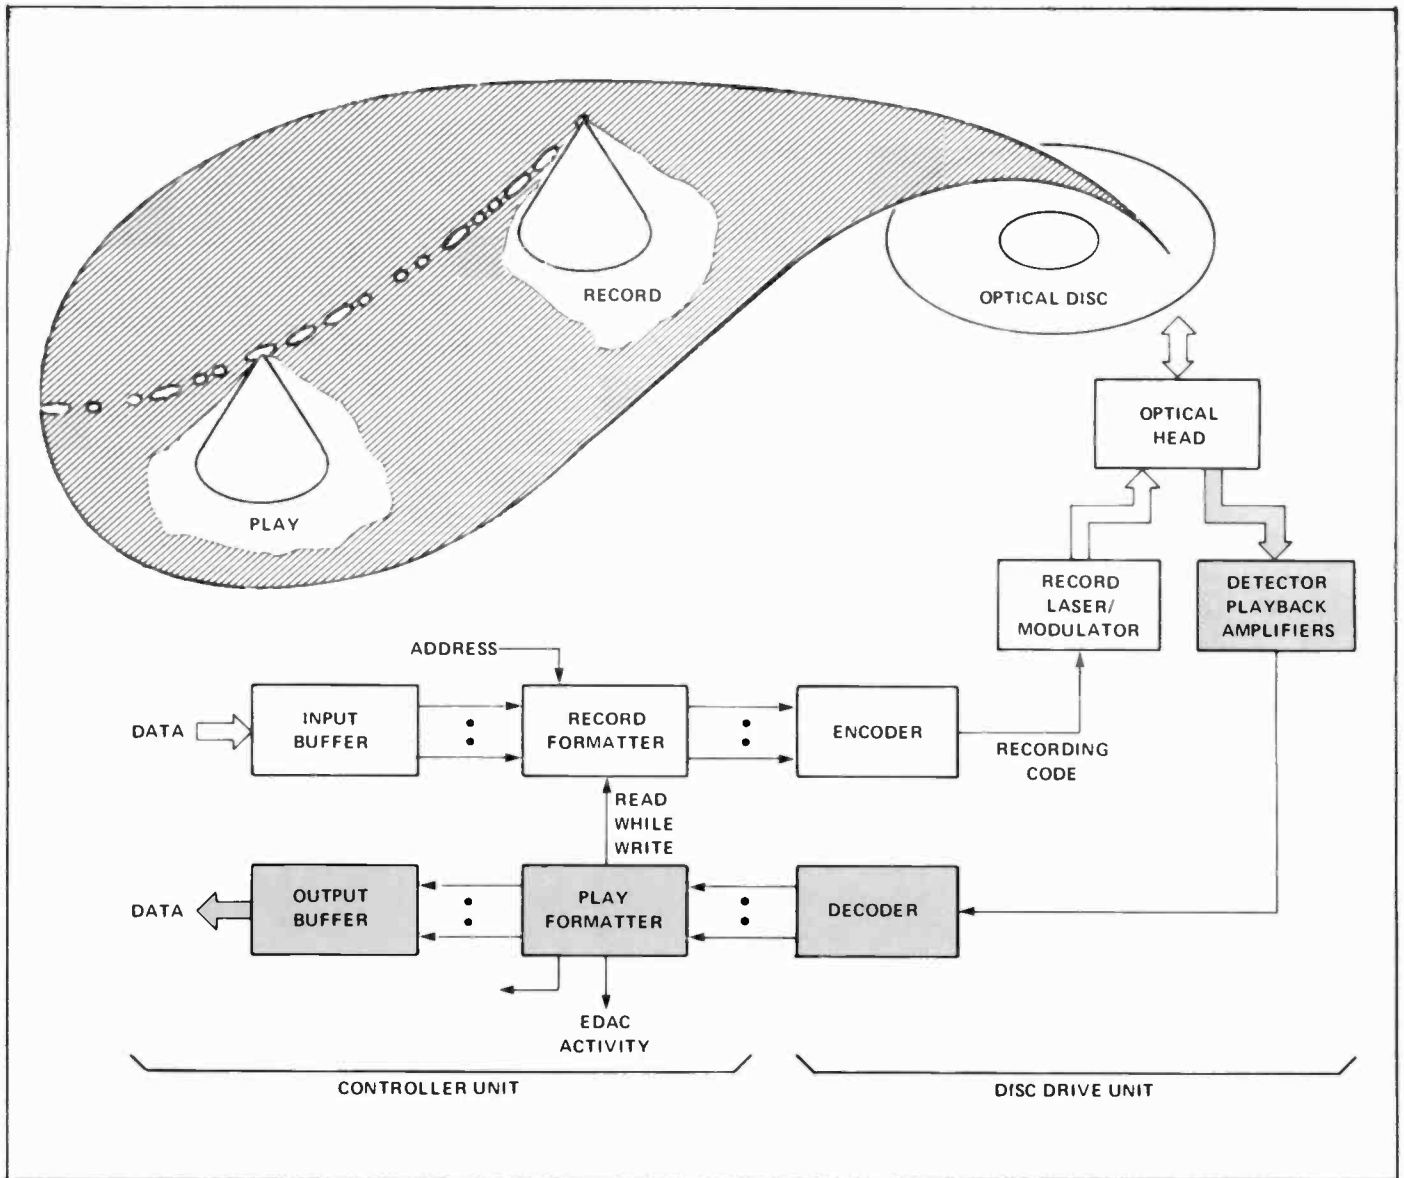 RECORD
OPTICAL DISC
PLAY
OPTICAL
HEAD
RECORD
LASER/
MODULATOR
DETECTOR
PLAYBACK
AMPLIFIERS
ADDRESS
DATA
INPUT
BUFFER
RECORD
FORMATTER
ENCODER
RECORDING
CODE
READ
WHILE
WRITE
DATA
OUTPUT
BUFFER
PLAY
FORMATTER
DECODER
EDAC
ACTIVITY
CONTROLLER UNIT
DISC DRIVE UNIT